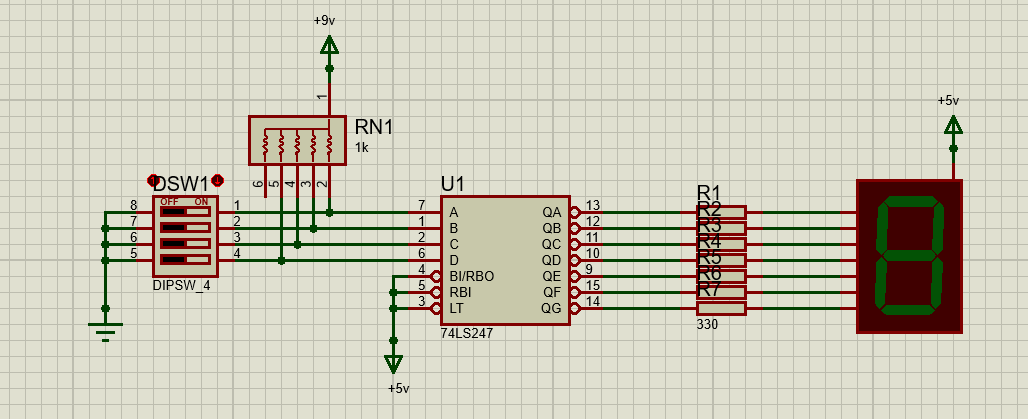 +9v
1
RN1
1k
6 5 4 3 2
+5v
DSW1
OFF ON
8 1
7 2
6 3
5 4
DIPSW_4
U1
7 A QA 13
1 B QB 12
2 C QC 11
6 D QD 10
4 BI/RBO QE 9
5 RBI QF 15
3 LT QG 14
74LS247
+5v
R1
R2
R3
R4
R5
R6
R7
330